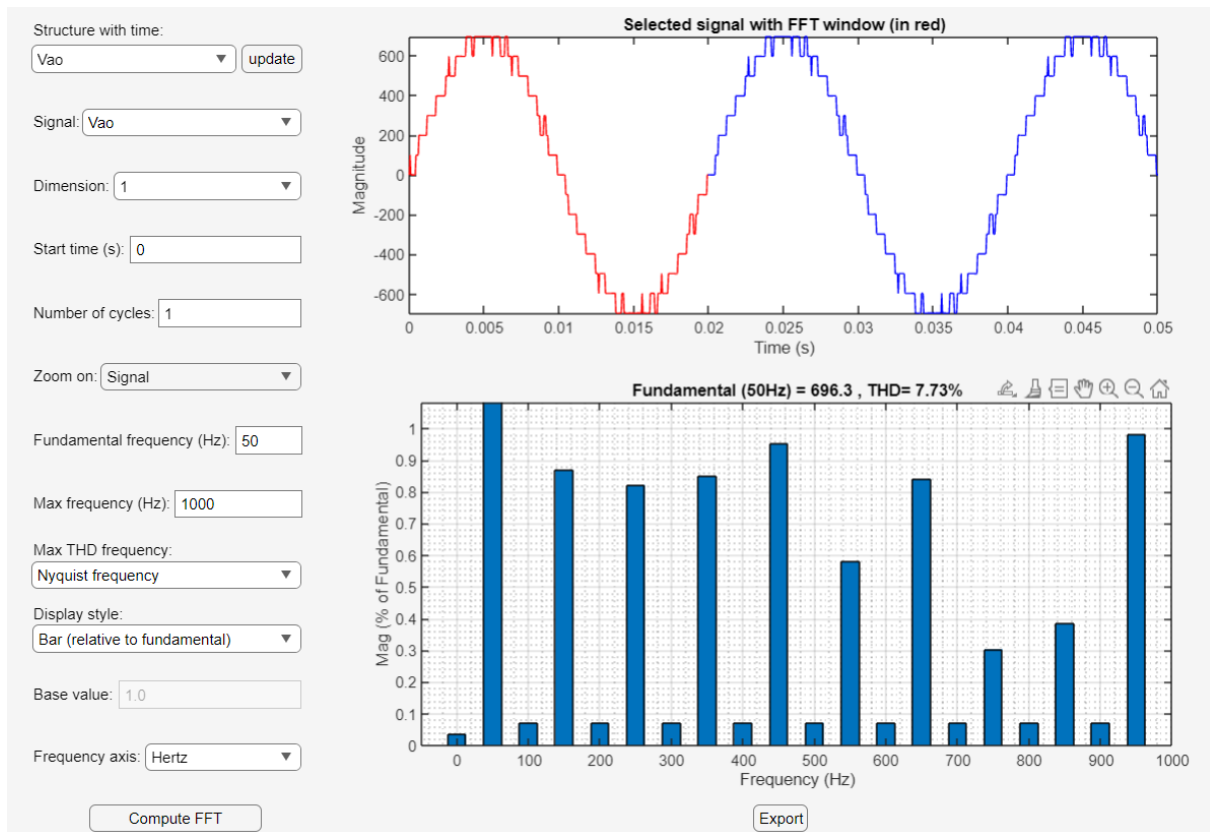 Structure with time:
Vao
update
Signal: Vao
Dimension: 1
Start time (s): 0
Number of cycles: 1
Zoom on: Signal
Fundamental frequency (Hz): 50
Max frequency (Hz): 1000
Max THD frequency:
Nyquist frequency
Display style:
Bar (relative to fundamental)
Base value: 1.0
Frequency axis: Hertz
Compute FFT
Selected signal with FFT window (in red)
Magnitude
600
400
200
0
-200
-400
-600
0 0.005 0.01 0.015 0.02 0.025 0.03 0.035 0.04 0.045 0.05
Time (s)
Fundamental (50Hz) = 696.3 , THD= 7.73%
Mag (% of Fundamental)
1
0.9
0.8
0.7
0.6
0.5
0.4
0.3
0.2
0.1
0
0 100 200 300 400 500 600 700 800 900 1000
Frequency (Hz)
Export